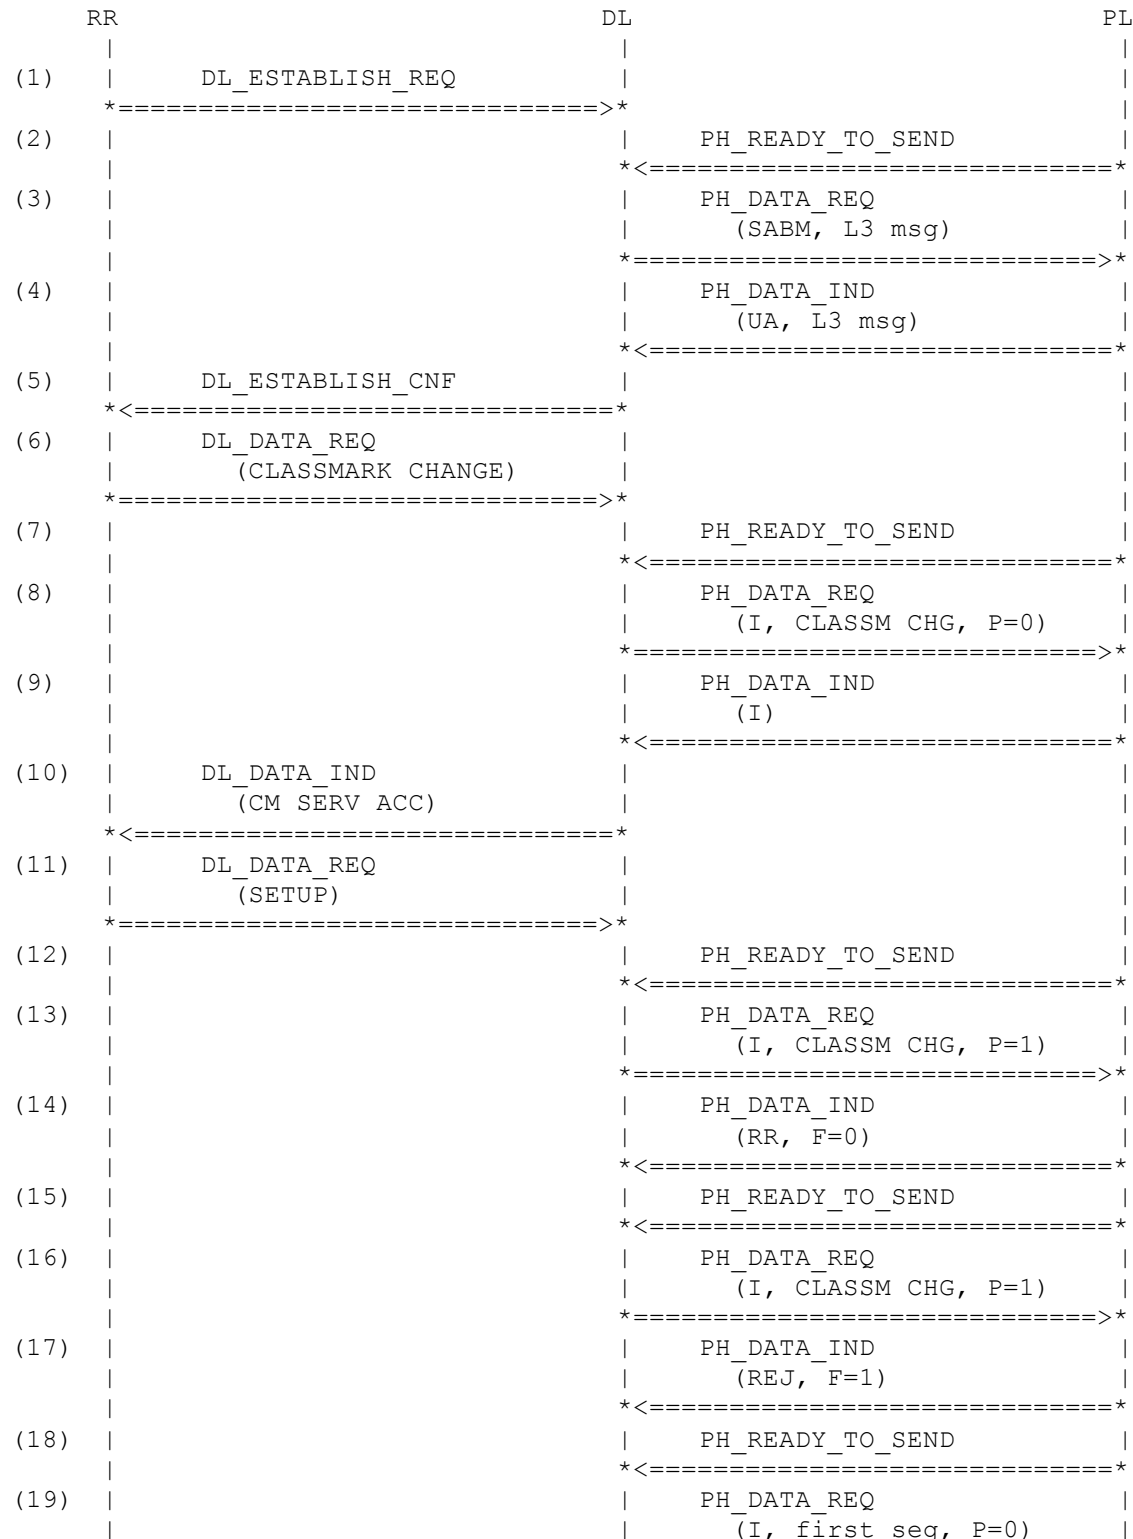 RR DL PL
| | |
(1) | DL_ESTABLISH_REQ | |
*==============================>* |
(2) | | PH_READY_TO_SEND |
| *<=============================*
(3) | | PH_DATA_REQ |
| | (SABM, L3 msg) |
| *=============================>*
(4) | | PH_DATA_IND |
| | (UA, L3 msg) |
| *<=============================*
(5) | DL_ESTABLISH_CNF | |
*<==============================* |
(6) | DL_DATA_REQ | |
| (CLASSMARK CHANGE) | |
*==============================>* |
(7) | | PH_READY_TO_SEND |
| *<=============================*
(8) | | PH_DATA_REQ |
| | (I, CLASSM CHG, P=0) |
| *=============================>*
(9) | | PH_DATA_IND |
| | (I) |
| *<=============================*
(10) | DL_DATA_IND | |
| (CM SERV ACC) | |
*<==============================* |
(11) | DL_DATA_REQ | |
| (SETUP) | |
*==============================>* |
(12) | | PH_READY_TO_SEND |
| *<=============================*
(13) | | PH_DATA_REQ |
| | (I, CLASSM CHG, P=1) |
| *=============================>*
(14) | | PH_DATA_IND |
| | (RR, F=0) |
| *<=============================*
(15) | | PH_READY_TO_SEND |
| *<=============================*
(16) | | PH_DATA_REQ |
| | (I, CLASSM CHG, P=1) |
| *=============================>*
(17) | | PH_DATA_IND |
| | (REJ, F=1) |
| *<=============================*
(18) | | PH_READY_TO_SEND |
| *<=============================*
(19) | | PH_DATA_REQ |
| | (I, first seg, P=0) |